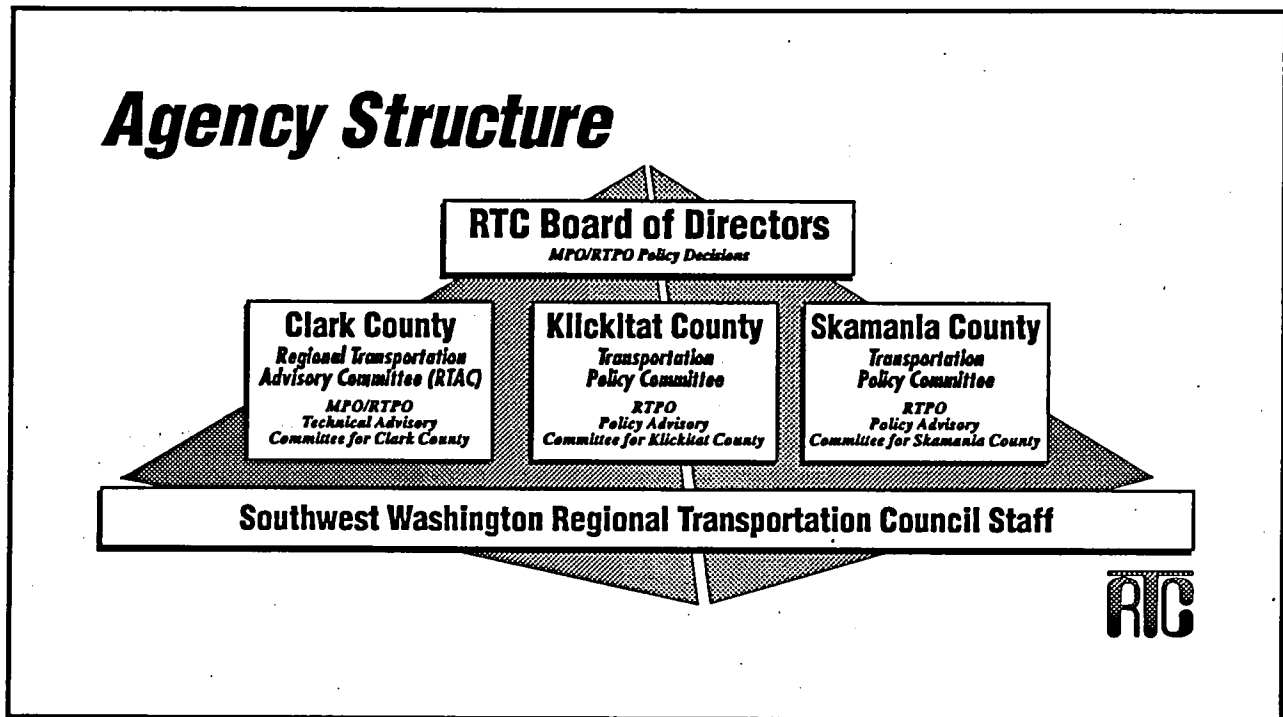 Agency Structure
RTC Board of Directors
MPO/RTPO Policy Decisions
Clark County
Regional Transportation
Advisory Committee (RTAC)
MPO/RTPO
Technical Advisory
Committee for Clark County
Klickitat County
Transportation
Policy Committee
RTPO
Policy Advisory
Committee for Klickitat County
Skamania County
Transportation
Policy Committee
RTPO
Policy Advisory
Committee for Skamania County
Southwest Washington Regional Transportation Council Staff
RTC